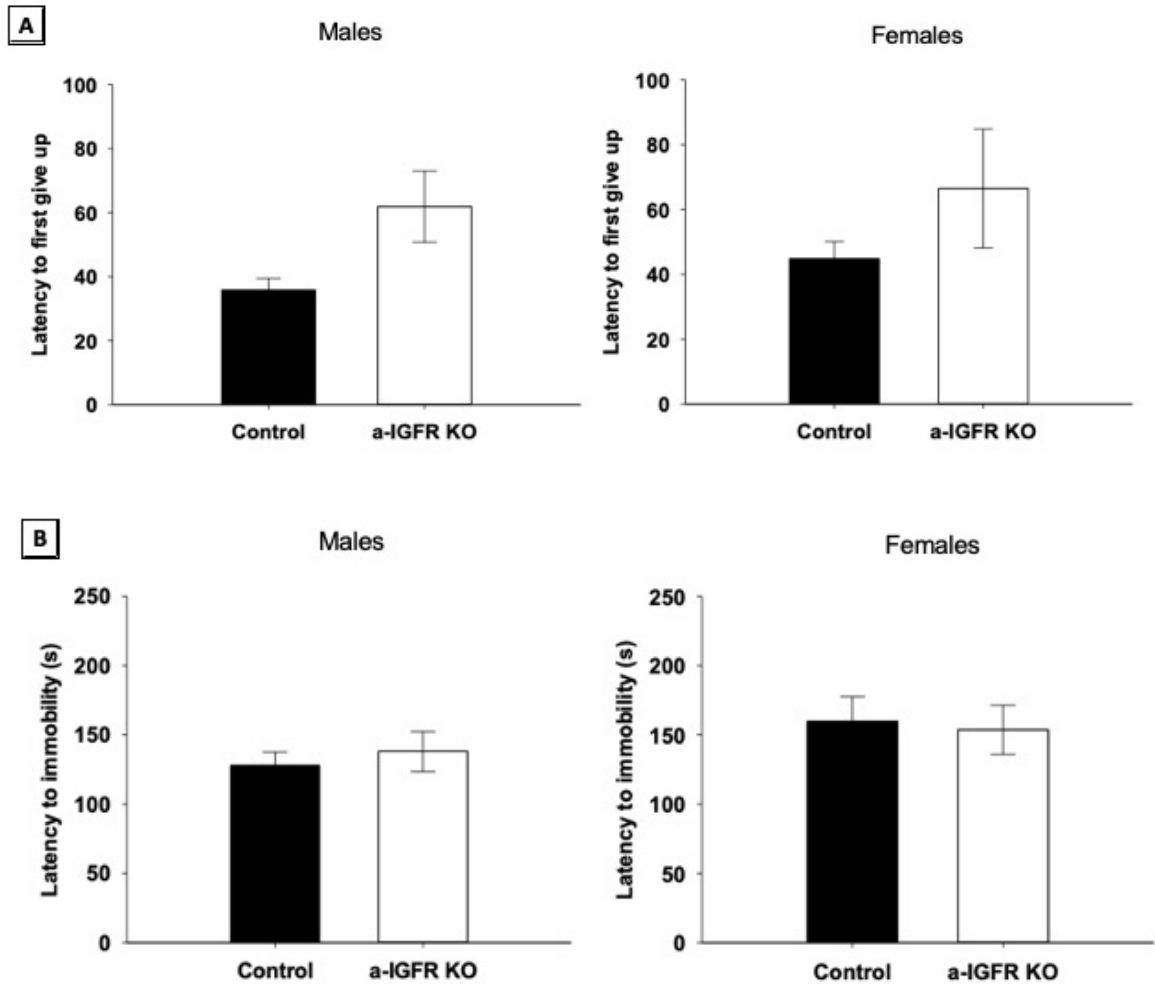 A
Males
Females
Latency to first give up
100
80
60
40
20
0
Control a-IGFR KO
Latency to first give up
100
80
60
40
20
0
Control a-IGFR KO
B
Males
Females
Latency to immobility (s)
250
200
150
100
50
0
Control a-IGFR KO
Latency to immobility (s)
250
200
150
100
50
0
Control a-IGFR KO